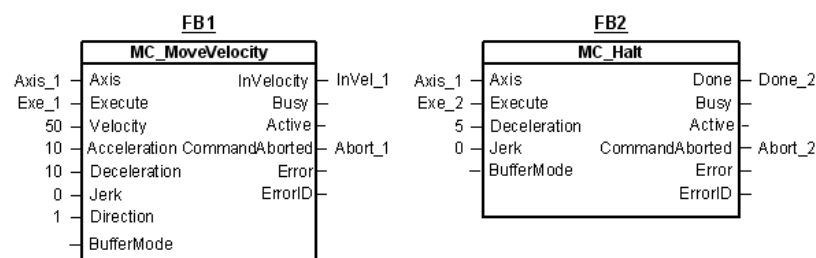 FB1
MC_MoveVelocity
Axis_1 Axis InVelocity InVel_1
Exe_1 Execute Busy
50 Velocity Active
10 Acceleration CommandAborted Abort_1
10 Deceleration Error
0 Jerk ErrorID
1 Direction
BufferMode
FB2
MC_Halt
Axis_1 Axis Done Done_2
Exe_2 Execute Busy
5 Deceleration Active
0 Jerk CommandAborted Abort_2
BufferMode Error
ErrorID